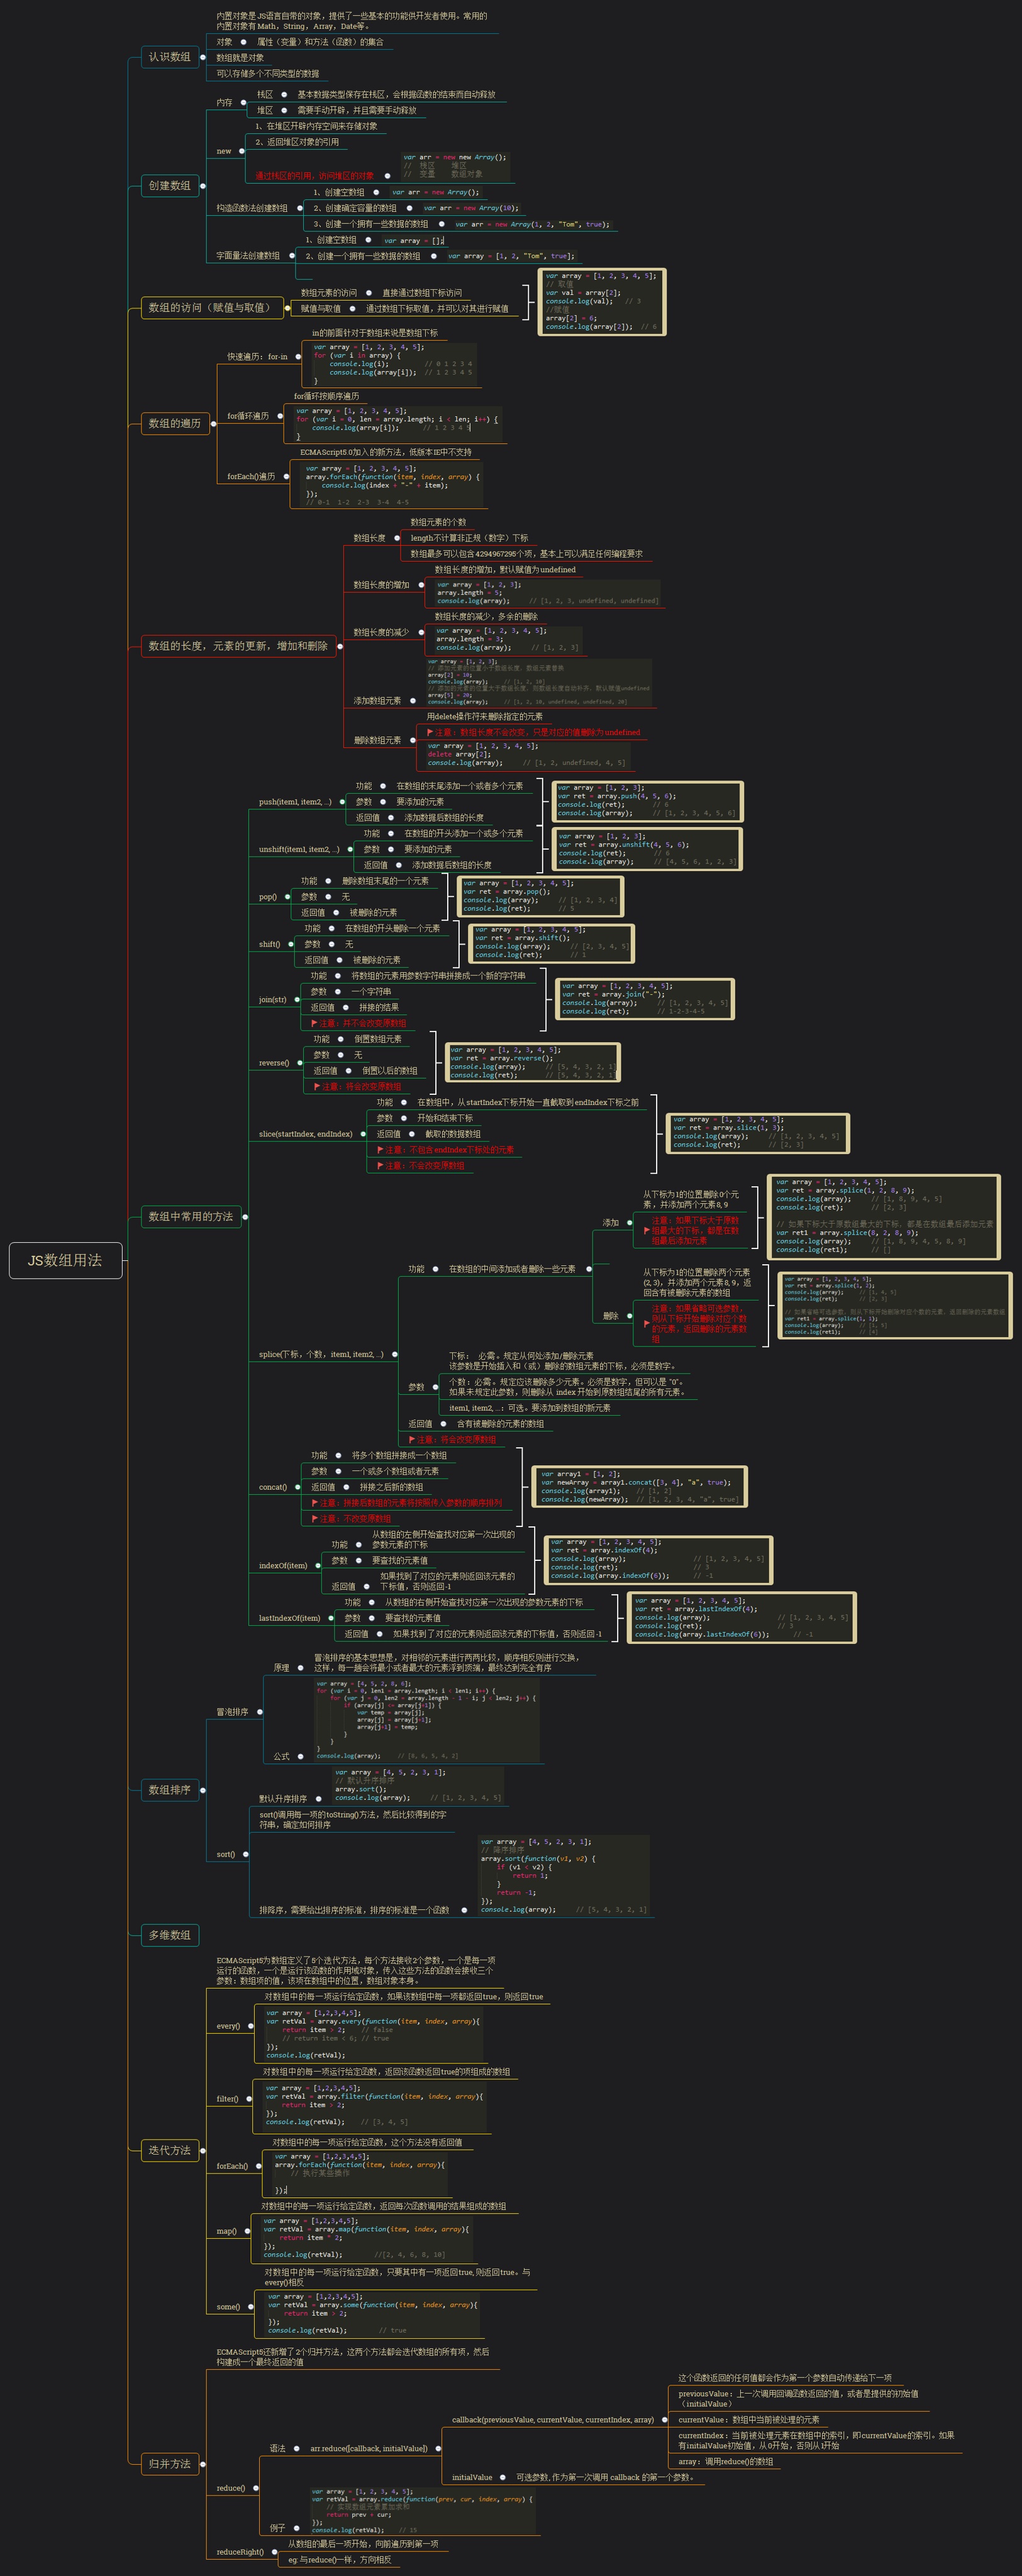 JS数组用法
认识数组
内置对象是 JS语言自带的对象，提供了一些基本的功能供开发者使用。常用的
内置对象有 Math，String，Array，Date等。
对象
属性（变量）和方法（函数）的集合
数组就是对象
可以存储多个不同类型的数据
创建数组
内存
栈区
基本数据类型保存在栈区，会根据函数的结束而自动释放
堆区
需要手动开辟，并且需要手动释放
new
1、在堆区开辟内存空间来存储对象
2、返回堆区对象的引用
通过栈区的引用，访问堆区的对象
var arr = new new Array();
// 栈区 堆区
// 变量 数组对象
构造函数法创建数组
1、创建空数组
var arr = new Array();
2、创建确定容量的数组
var arr = new Array(10);
3、创建一个拥有一些数据的数组
var arr = new Array(1, 2, "Tom", true);
字面量法创建数组
1、创建空数组
var array = [];
2、创建一个拥有一些数据的数组
var array = [1, 2, "Tom", true];
数组的访问（赋值与取值）
数组元素的访问
直接通过数组下标访问
赋值与取值
通过数组下标取值，并可以对其进行赋值
var array = [1, 2, 3, 4, 5];
// 取值
var val = array[2];
console.log(val); // 3
//赋值
array[2] = 6;
console.log(array[2]); // 6
数组的遍历
快速遍历：for-in
in的前面针对于数组来说是数组下标
var array = [1, 2, 3, 4, 5];
for (var i in array) {
console.log(i); // 0 1 2 3 4
console.log(array[i]); // 1 2 3 4 5
}
for循环遍历
for循环按顺序遍历
var array = [1, 2, 3, 4, 5];
for (var i = 0, len = array.length; i < len; i++) {
console.log(array[i]); // 1 2 3 4 5
}
forEach()遍历
ECMAScript5.0加入的新方法，低版本IE中不支持
var array = [1, 2, 3, 4, 5];
array.forEach(function(item, index, array) {
console.log(index + "-" + item);
});
// 0-1 1-2 2-3 3-4 4-5
数组的长度，元素的更新，增加和删除
数组长度
数组元素的个数
length不计算非正规（数字）下标
数组最多可以包含4294967295个项，基本上可以满足任何编程要求
数组长度的增加
数组长度的增加，默认赋值为undefined
var array = [1, 2, 3];
array.length = 5;
console.log(array); // [1, 2, 3, undefined, undefined]
数组长度的减少
数组长度的减少，多余的删除
var array = [1, 2, 3, 4, 5];
array.length = 3;
console.log(array); // [1, 2, 3]
添加数组元素
var array = [1, 2, 3];
// 添加元素的位置小于数组长度，数组元素替换
array[2] = 10;
console.log(array); // [1, 2, 10]
// 添加的元素的位置大于数组长度，则数组长度自动补齐，默认赋值undefined
array[5] = 20;
console.log(array); // [1, 2, 10, undefined, undefined, 20]
删除数组元素
用delete操作符来删除指定的元素
注意：数组长度不会改变，只是对应的值删除为undefined
var array = [1, 2, 3, 4, 5];
delete array[2];
console.log(array); // [1, 2, undefined, 4, 5]
数组中常用的方法
push(item1, item2, ...)
功能
在数组的末尾添加一个或者多个元素
参数
要添加的元素
返回值
添加数据后数组的长度
var array = [1, 2, 3];
var ret = array.push(4, 5, 6);
console.log(ret); // 6
console.log(array); // [1, 2, 3, 4, 5, 6]
unshift(item1, item2, ...)
功能
在数组的开头添加一个或多个元素
参数
要添加的元素
返回值
添加数据后数组的长度
var array = [1, 2, 3];
var ret = array.unshift(4, 5, 6);
console.log(ret); // 6
console.log(array); // [4, 5, 6, 1, 2, 3]
pop()
功能
删除数组末尾的一个元素
参数
无
返回值
被删除的元素
var array = [1, 2, 3, 4, 5];
var ret = array.pop();
console.log(array); // [1, 2, 3, 4]
console.log(ret); // 5
shift()
功能
在数组的开头删除一个元素
参数
无
返回值
被删除的元素
var array = [1, 2, 3, 4, 5];
var ret = array.shift();
console.log(array); // [2, 3, 4, 5]
console.log(ret); // 1
join(str)
功能
将数组的元素用参数字符串拼接成一个新的字符串
参数
一个字符串
返回值
拼接的结果
注意：并不会改变原数组
var array = [1, 2, 3, 4, 5];
var ret = array.join("-");
console.log(array); // [1, 2, 3, 4, 5]
console.log(ret); // 1-2-3-4-5
reverse()
功能
倒置数组元素
参数
无
返回值
倒置以后的数组
注意：将会改变原数组
var array = [1, 2, 3, 4, 5];
var ret = array.reverse();
console.log(array); // [5, 4, 3, 2, 1]
console.log(ret); // [5, 4, 3, 2, 1]
slice(startIndex, endIndex)
功能
在数组中，从startIndex下标开始一直截取到endIndex下标之前
参数
开始和结束下标
返回值
截取的数据数组
注意：不包含endIndex下标处的元素
注意：不会改变原数组
var array = [1, 2, 3, 4, 5];
var ret = array.slice(1, 3);
console.log(array); // [1, 2, 3, 4, 5]
console.log(ret); // [2, 3]
splice(下标，个数，item1, item2, ...)
功能
在数组的中间添加或者删除一些元素
添加
从下标为1的位置删除0个元
素，并添加两个元素8, 9
注意：如果下标大于原数
组最大的下标，都是在数
组最后添加元素
var array = [1, 2, 3, 4, 5];
var ret = array.splice(1, 2, 8, 9);
console.log(array); // [1, 8, 9, 4, 5]
console.log(ret); // [2, 3]
// 如果下标大于原数组最大的下标，都是在数组最后添加元素
var ret1 = array.splice(8, 2, 8, 9);
console.log(array); // [1, 8, 9, 4, 5, 8, 9]
console.log(ret1); // []
删除
从下标为1的位置删除两个元素
(2, 3)，并添加两个元素8, 9，返
回含有被删除元素的数组
注意：如果省略可选参数，
则从下标开始删除对应个数
的元素，返回删除的元素数
组
var array = [1, 2, 3, 4, 5];
var ret = array.splice(1, 2);
console.log(array); // [1, 4, 5]
console.log(ret); // [2, 3]
// 如果省略可选参数，则从下标开始删除对应个数的元素，返回删除的元素数组
var ret1 = array.splice(1, 1);
console.log(array); // [1, 5]
console.log(ret1); // [4]
参数
下标： 必需。规定从何处添加/删除元素
该参数是开始插入和（或）删除的数组元素的下标，必须是数字。
个数：必需。规定应该删除多少元素。必须是数字，但可以是 "0"。
如果未规定此参数，则删除从 index 开始到原数组结尾的所有元素。
item1, item2, ...：可选。要添加到数组的新元素
返回值
含有被删除的元素的数组
注意：将会改变原数组
concat()
功能
将多个数组拼接成一个数组
参数
一个或多个数组或者元素
返回值
拼接之后新的数组
注意：拼接后数组的元素将按照传入参数的顺序排列
注意：不改变原数组
var array1 = [1, 2];
var newArray = array1.concat([3, 4], "a", true);
console.log(array1); // [1, 2]
console.log(newArray); // [1, 2, 3, 4, "a", true]
indexOf(item)
功能
从数组的左侧开始查找对应第一次出现的
参数元素的下标
参数
要查找的元素值
返回值
如果找到了对应的元素则返回该元素的
下标值，否则返回-1
var array = [1, 2, 3, 4, 5];
var ret = array.indexOf(4);
console.log(array); // [1, 2, 3, 4, 5]
console.log(ret); // 3
console.log(array.indexOf(6)); // -1
lastIndexOf(item)
功能
从数组的右侧开始查找对应第一次出现的参数元素的下标
参数
要查找的元素值
返回值
如果找到了对应的元素则返回该元素的下标值，否则返回-1
var array = [1, 2, 3, 4, 5];
var ret = array.lastIndexOf(4);
console.log(array); // [1, 2, 3, 4, 5]
console.log(ret); // 3
console.log(array.lastIndexOf(6)); // -1
数组排序
冒泡排序
原理
冒泡排序的基本思想是，对相邻的元素进行两两比较，顺序相反则进行交换，
这样，每一趟会将最小或者最大的元素浮到顶端，最终达到完全有序
公式
var array = [4, 5, 2, 8, 6];
for (var i = 0, len1 = array.length; i < len1; i++) {
for (var j = 0, len2 = array.length - 1 - i; j < len2; j++) {
if (array[j] <= array[j+1]) {
var temp = array[j];
array[j] = array[j+1];
array[j+1] = temp;
}
}
}
console.log(array); // [8, 6, 5, 4, 2]
sort()
默认升序排序
var array = [4, 5, 2, 3, 1];
// 默认升序排序
array.sort();
console.log(array); // [1, 2, 3, 4, 5]
sort()调用每一项的toString()方法，然后比较得到的字
符串，确定如何排序
排降序，需要给出排序的标准，排序的标准是一个函数
var array = [4, 5, 2, 3, 1];
// 降序排序
array.sort(function(v1, v2) {
if (v1 < v2) {
return 1;
}
return -1;
});
console.log(array); // [5, 4, 3, 2, 1]
多维数组
迭代方法
ECMAScript5为数组定义了5个迭代方法，每个方法接收2个参数，一个是每一项
运行的函数，一个是运行该函数的作用域对象，传入这些方法的函数会接收三个
参数：数组项的值，该项在数组中的位置，数组对象本身。
every()
对数组中的每一项运行给定函数，如果该数组中每一项都返回true，则返回true
var array = [1,2,3,4,5];
var retVal = array.every(function(item, index, array){
return item > 2; // false
// return item < 6; // true
});
console.log(retVal);
filter()
对数组中的每一项运行给定函数，返回该函数返回true的项组成的数组
var array = [1,2,3,4,5];
var retVal = array.filter(function(item, index, array){
return item > 2;
});
console.log(retVal); // [3, 4, 5]
forEach()
对数组中的每一项运行给定函数，这个方法没有返回值
var array = [1,2,3,4,5];
array.forEach(function(item, index, array){
// 执行某些操作
});
map()
对数组中的每一项运行给定函数，返回每次函数调用的结果组成的数组
var array = [1,2,3,4,5];
var retVal = array.map(function(item, index, array){
return item * 2;
});
console.log(retVal); //[2, 4, 6, 8, 10]
some()
对数组中的每一项运行给定函数，只要其中有一项返回true, 则返回true。与
every()相反
var array = [1,2,3,4,5];
var retVal = array.some(function(item, index, array){
return item > 2;
});
console.log(retVal); // true
归并方法
ECMAScript5还新增了2个归并方法，这两个方法都会迭代数组的所有项，然后
构建成一个最终返回的值
reduce()
语法
arr.reduce([callback, initialValue])
callback(previousValue, currentValue, currentIndex, array)
这个函数返回的任何值都会作为第一个参数自动传递给下一项
previousValue：上一次调用回调函数返回的值，或者是提供的初始值
（initialValue）
currentValue：数组中当前被处理的元素
currentIndex：当前被处理元素在数组中的索引，即currentValue的索引。如果
有initialValue初始值，从0开始，否则从1开始
array：调用reduce()的数组
initialValue
可选参数, 作为第一次调用 callback 的第一个参数。
例子
var array = [1, 2, 3, 4, 5];
var retVal = array.reduce(function(prev, cur, index, array) {
// 实现数组元素累加求和
return prev + cur;
});
console.log(retVal); // 15
reduceRight()
从数组的最后一项开始，向前遍历到第一项
eg: 与reduce()一样，方向相反